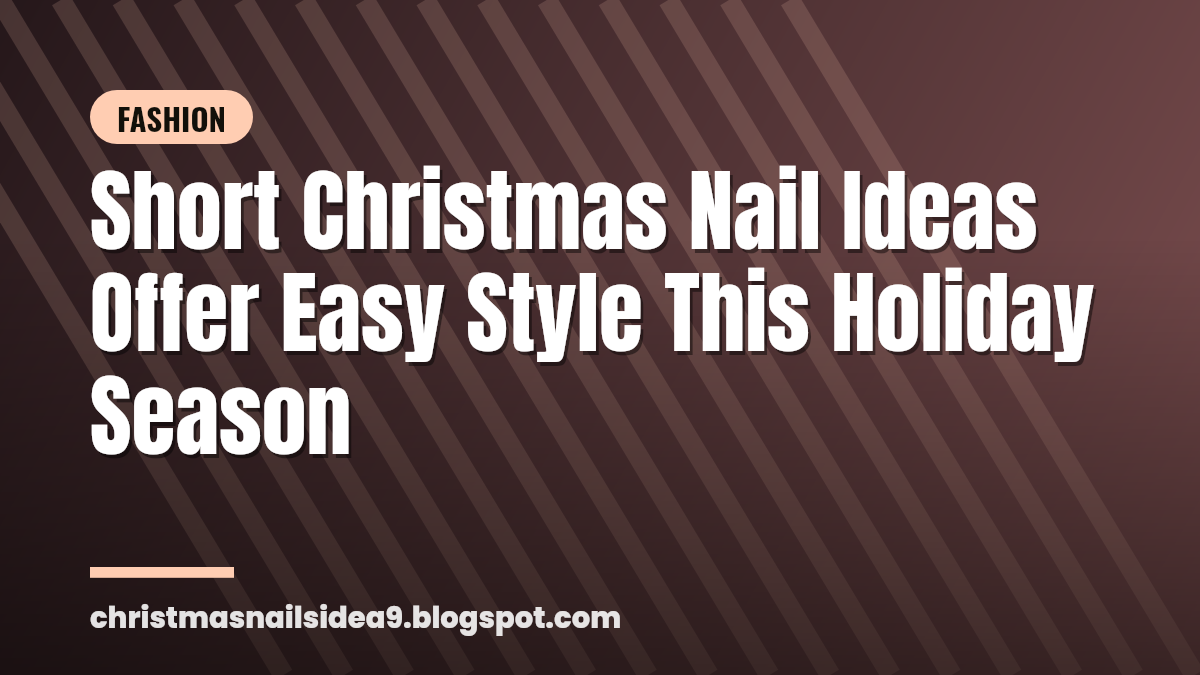 FASHION
Short Christmas Nail Ideas
Offer Easy Style This Holiday
Season
christmasnailsidea9.blogspot.com